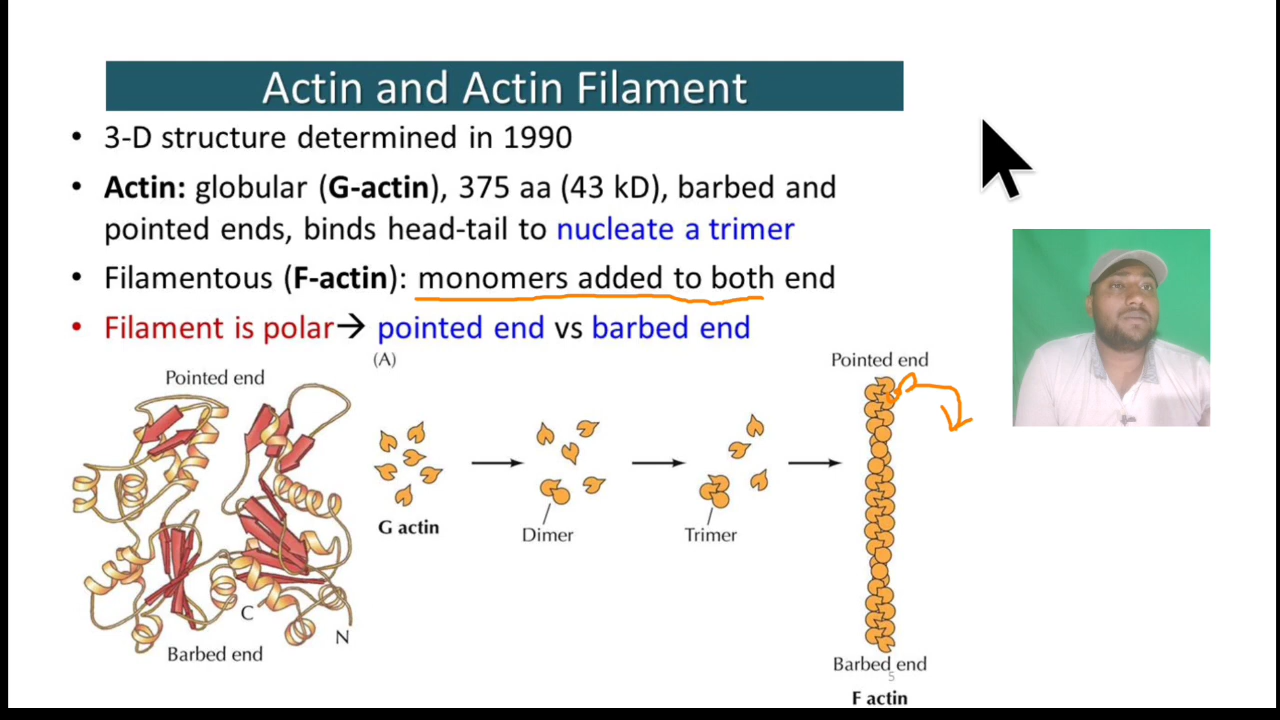 Actin and Actin Filament
• 3-D structure determined in 1990
• Actin: globular (G-actin), 375 aa (43 kD), barbed and
pointed ends, binds head-tail to nucleate a trimer
• Filamentous (F-actin): monomers added to both end
• Filament is polar→ pointed end vs barbed end
(A)
Pointed end
Pointed end
G actin
Dimer
Trimer
C
N
Barbed end
Barbed end
5
F actin